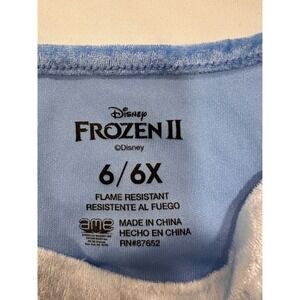 Disney
FROZEN II
©Disney
6/6X
FLAME RESISTANT
RESISTENTE AL FUEGO
ame
MADE IN CHINA
HECHO EN CHINA
RN#87652